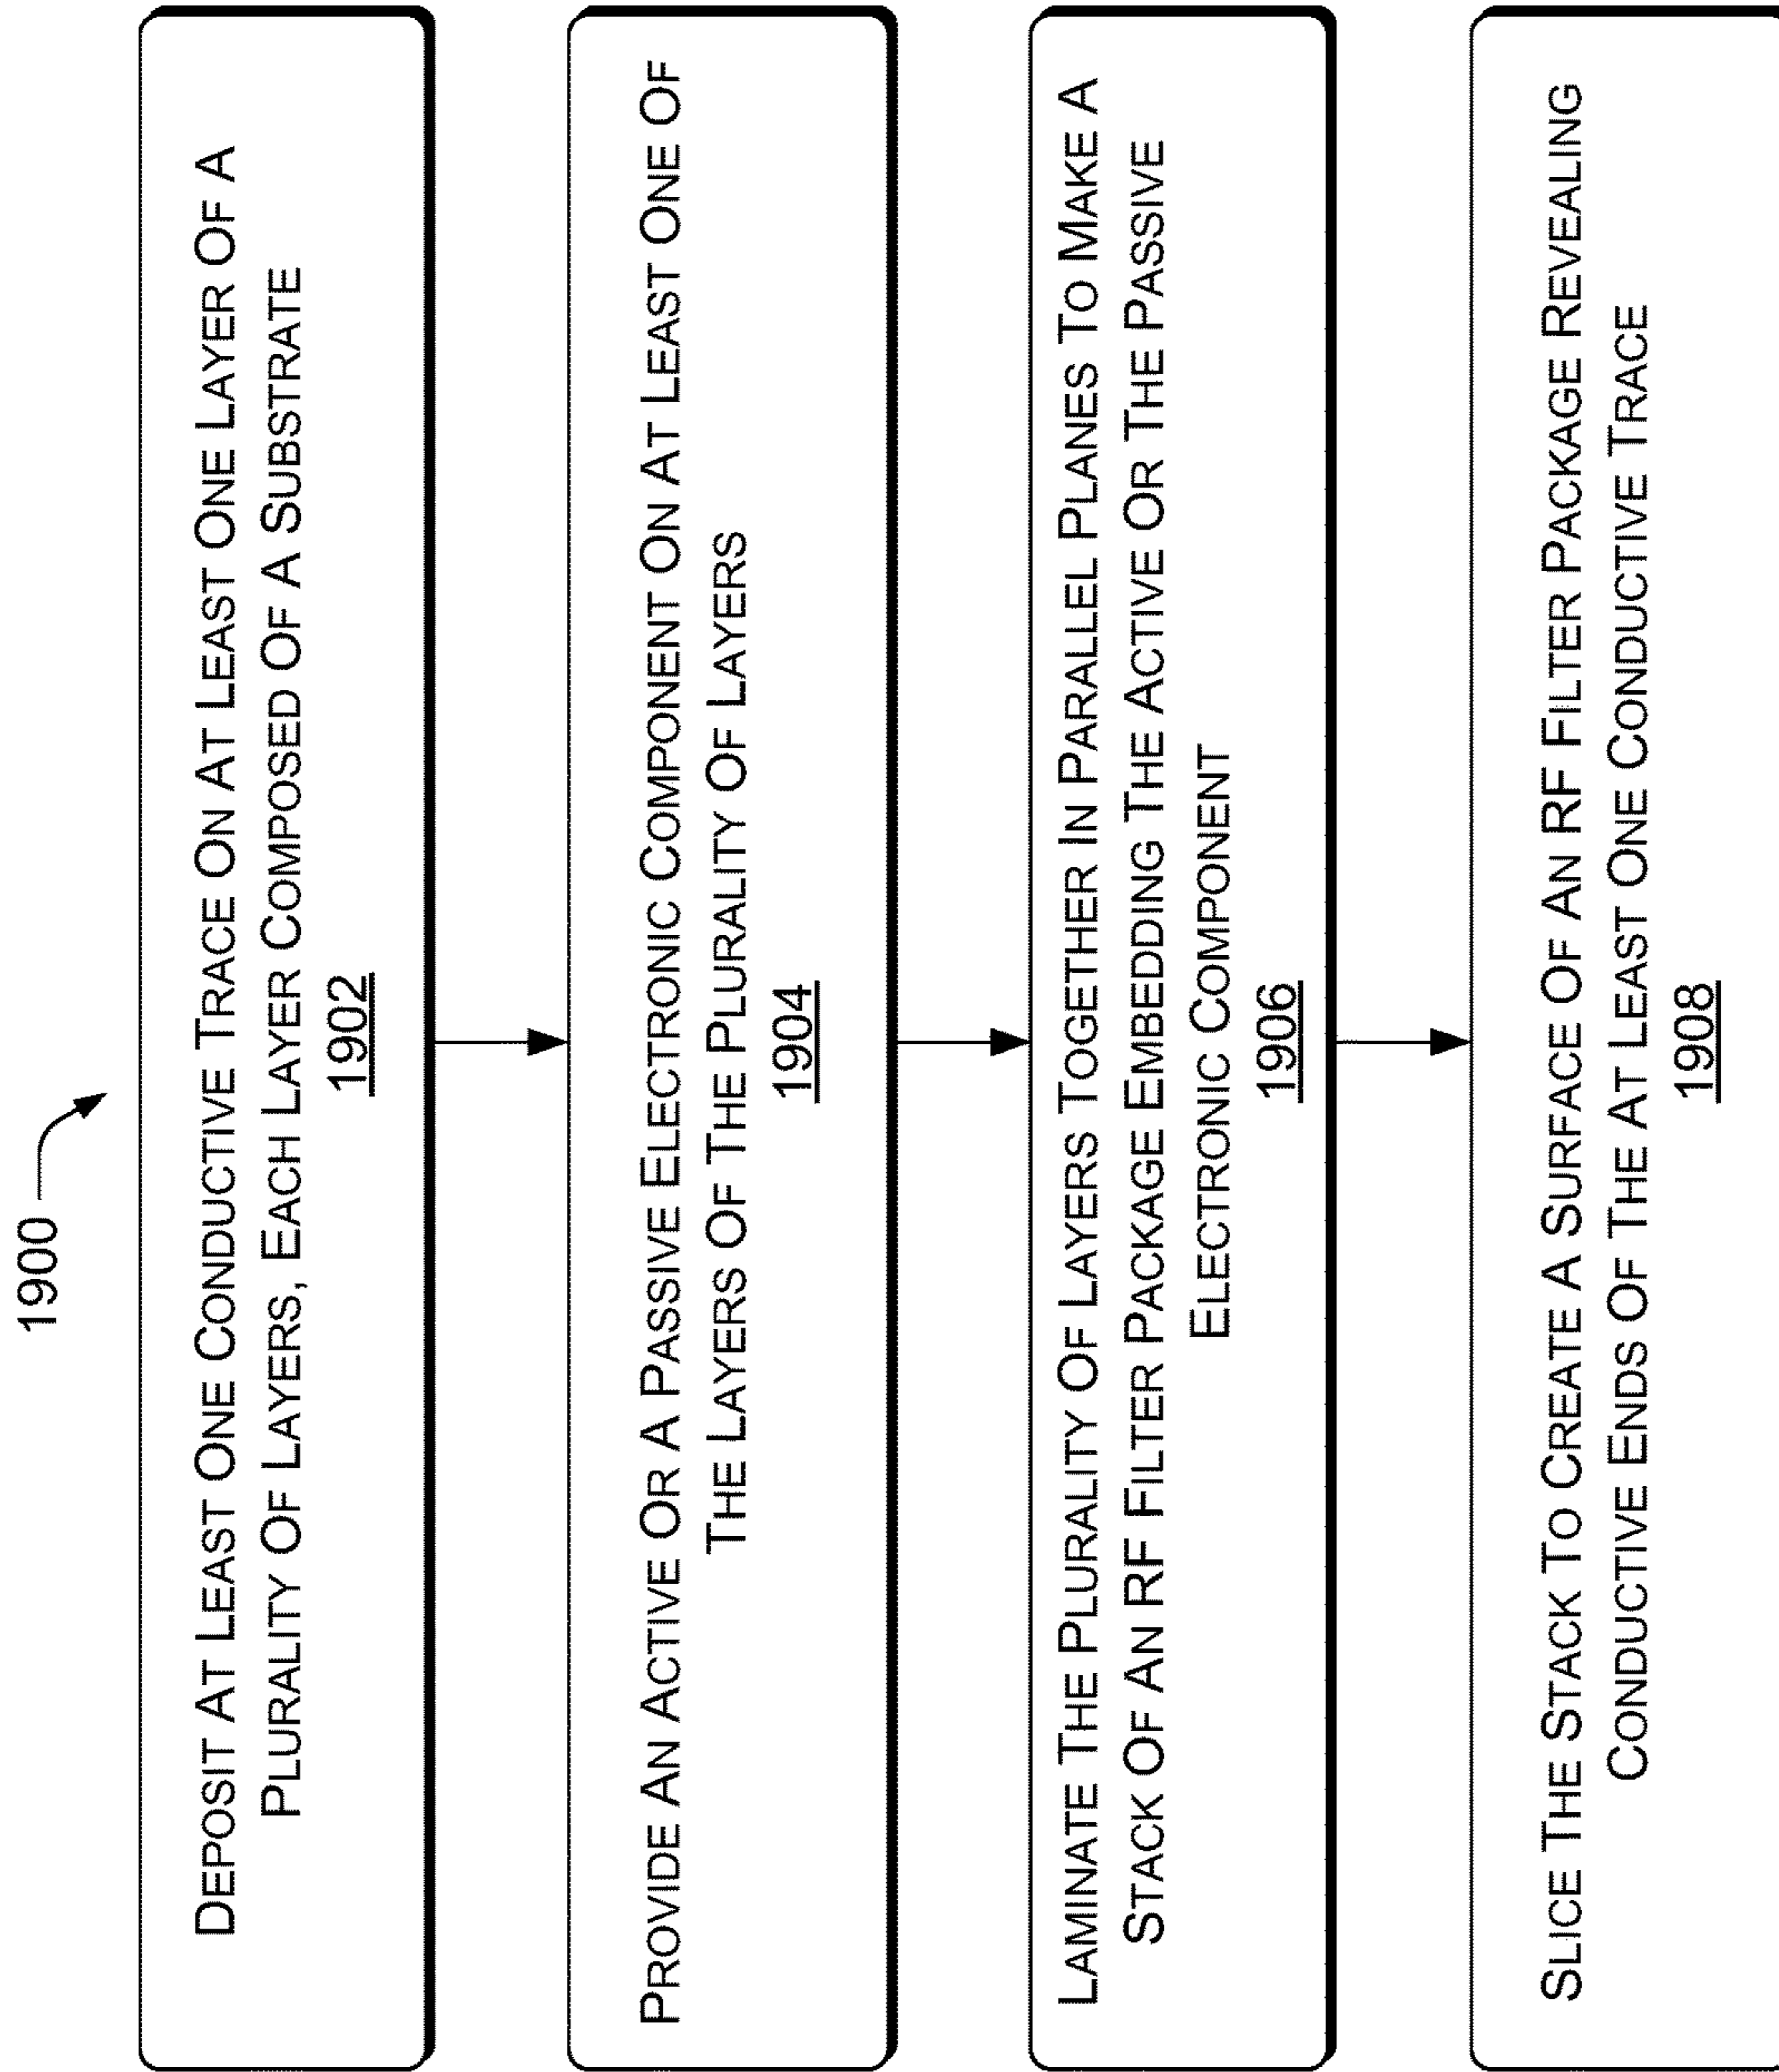 1900
DEPOSIT AT LEAST ONE CONDUCTIVE TRACE ON AT LEAST ONE LAYER OF A
PLURALITY OF LAYERS, EACH LAYER COMPOSED OF A SUBSTRATE
1902
PROVIDE AN ACTIVE OR A PASSIVE ELECTRONIC COMPONENT ON AT LEAST ONE OF
THE LAYERS OF THE PLURALITY OF LAYERS
1904
LAMINATE THE PLURALITY OF LAYERS TOGETHER IN PARALLEL PLANES TO MAKE A
STACK OF AN RF FILTER PACKAGE EMBEDDING THE ACTIVE OR THE PASSIVE
ELECTRONIC COMPONENT
1906
SLICE THE STACK TO CREATE A SURFACE OF AN RF FILTER PACKAGE REVEALING
CONDUCTIVE ENDS OF THE AT LEAST ONE CONDUCTIVE TRACE
1908